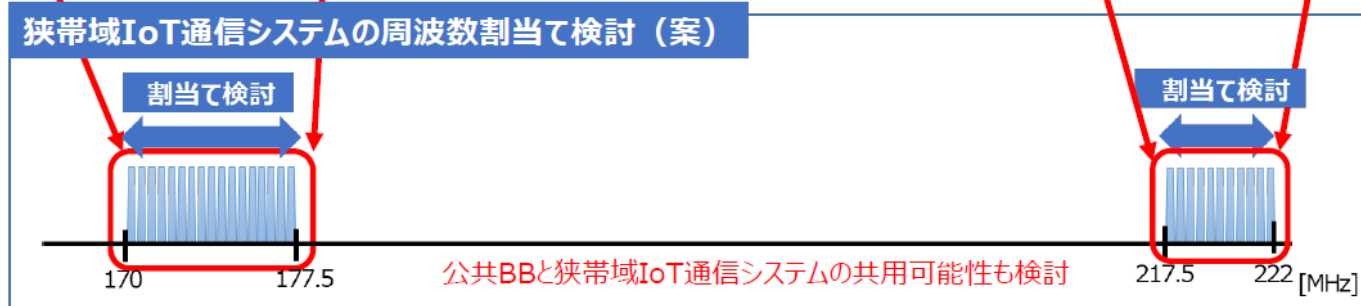 狭帯域IoT通信システムの周波数割当て検討（案）
割当て検討
割当て検討
170
177.5
公共BBと狭帯域IoT通信システムの共用可能性も検討
217.5
222 [MHz]